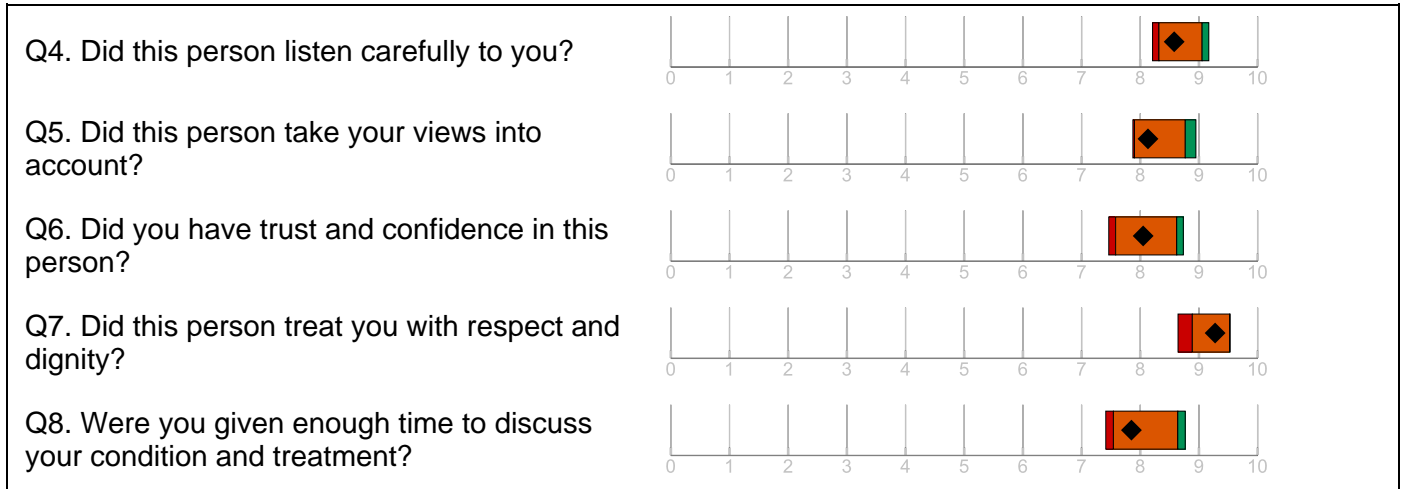 Q4. Did this person listen carefully to you?
0 1 2 3 4 5 6 7 8 9 10
Q5. Did this person take your views into
account?
0 1 2 3 4 5 6 7 8 9 10
Q6. Did you have trust and confidence in this
person?
0 1 2 3 4 5 6 7 8 9 10
Q7. Did this person treat you with respect and
dignity?
0 1 2 3 4 5 6 7 8 9 10
Q8. Were you given enough time to discuss
your condition and treatment?
0 1 2 3 4 5 6 7 8 9 10